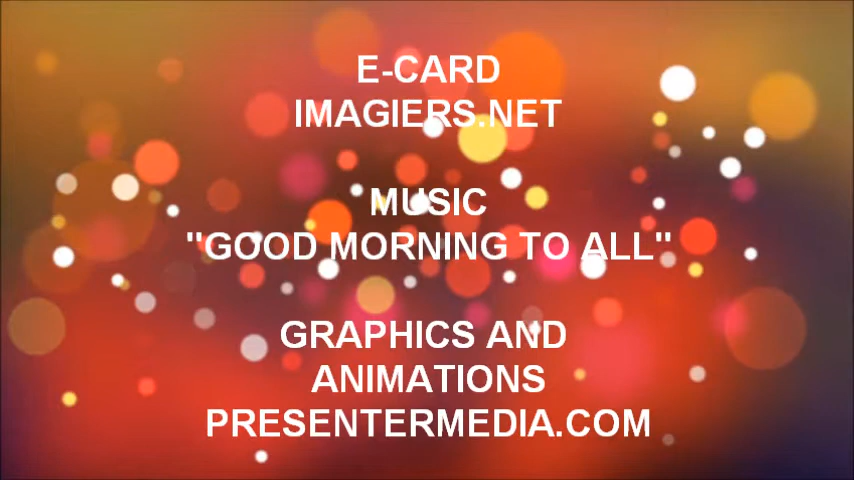 E-CARD
IMAGIERS.NET
MUSIC
"GOOD MORNING TO ALL"
GRAPHICS AND
ANIMATIONS
PRESENTERMEDIA.COM